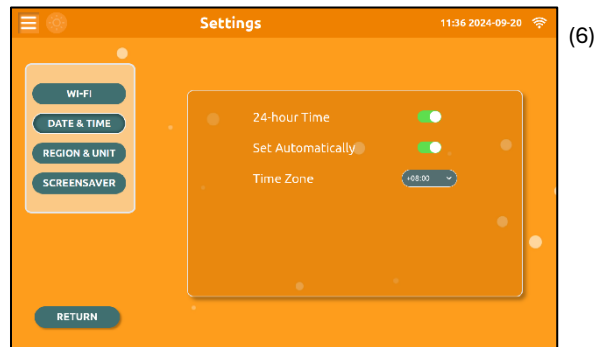 Settings
11:36 2024-09-20
(6)
WI-FI
DATE & TIME
REGION & UNIT
SCREENSAVER
24-hour Time
Set Automatically
Time Zone
+08:00
RETURN